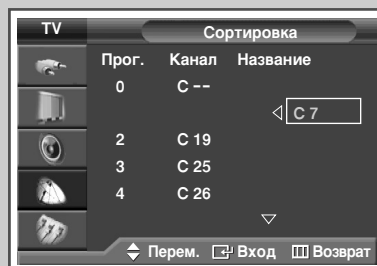 TV Сортировка
Прог. Канал Название
0 C --
C 7
2 C 19
3 C 25
4 C 26
Перем. Вход Возврат